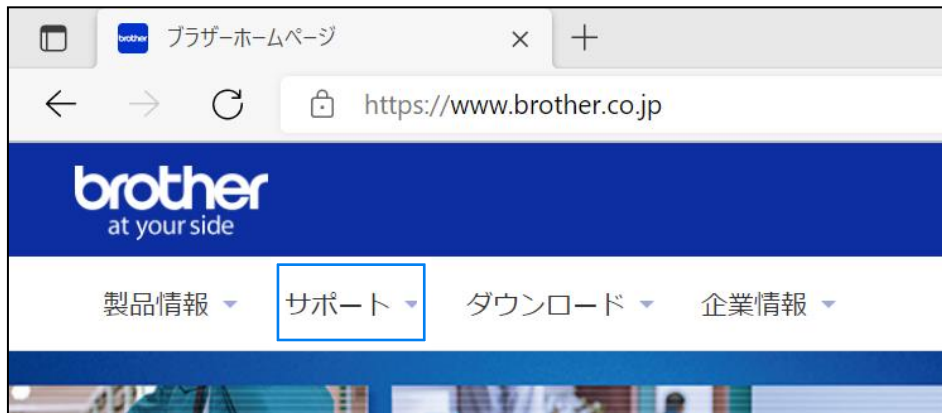 brother ブラザーホームページ
https://www.brother.co.jp
brother
at your side
製品情報 サポート ダウンロード 企業情報